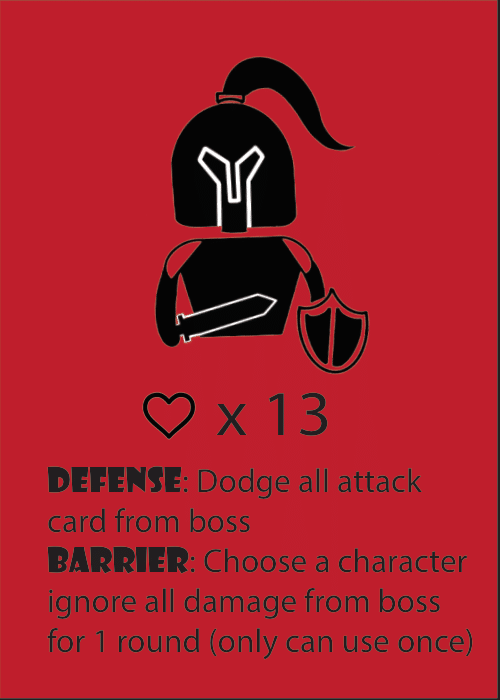 x 13
DEFENSE: Dodge all attack
card from boss
BARRIER: Choose a character
ignore all damage from boss
for 1 round (only can use once)